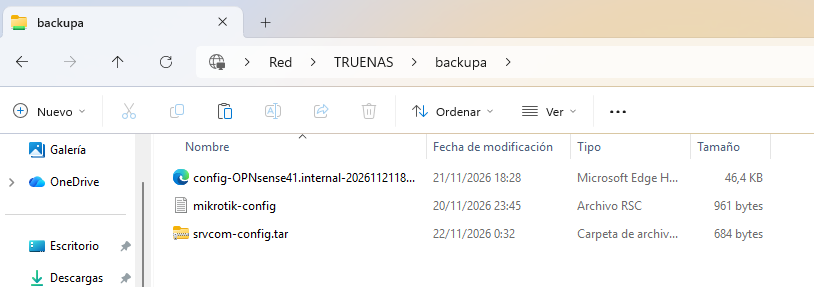 backupa
Red TRUENAS backupa
Nuevo Ordenar Ver
Nombre Fecha de modificación Tipo Tamaño
Galería
OneDrive
Escritorio
Descargas
config-OPNsense41.internal-2026112118... 21/11/2026 18:28 Microsoft Edge H... 46,4 KB
mikrotik-config 20/11/2026 23:45 Archivo RSC 961 bytes
srvcom-config.tar 22/11/2026 0:32 Carpeta de archiv... 684 bytes